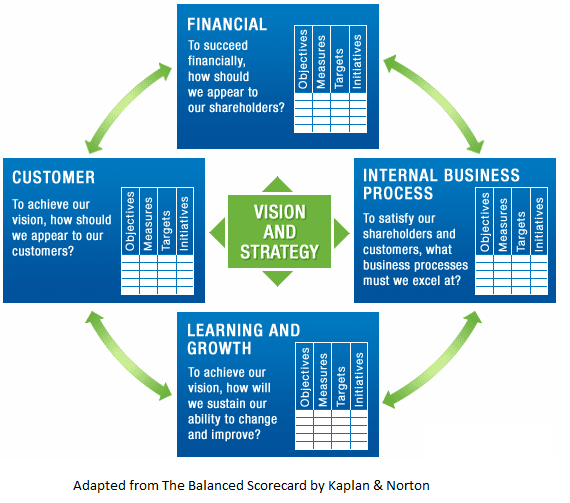 FINANCIAL
To succeed
financially,
how should
we appear to
our shareholders?
Objectives
Measures
Targets
Initiatives
CUSTOMER
To achieve our
vision, how should
we appear to our
customers?
Objectives
Measures
Targets
Initiatives
VISION
AND
STRATEGY
INTERNAL BUSINESS
PROCESS
To satisfy our
shareholders and
customers, what
business processes
must we excel at?
Objectives
Measures
Targets
Initiatives
LEARNING AND
GROWTH
To achieve our
vision, how will
we sustain our
ability to change
and improve?
Objectives
Measures
Targets
Initiatives
Adapted from The Balanced Scorecard by Kaplan & Norton